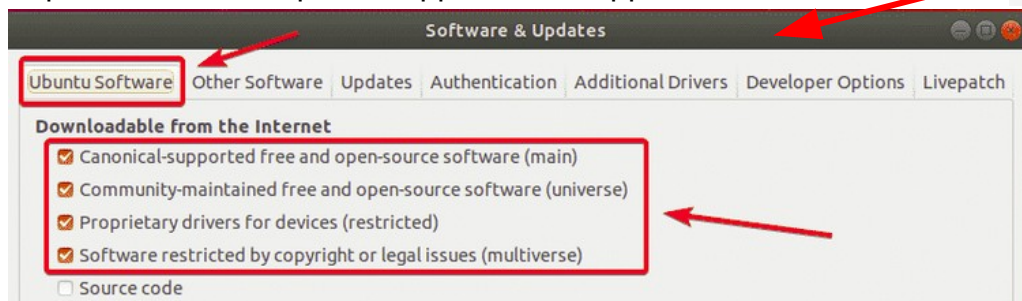 Software & Updates
Ubuntu Software Other Software Updates Authentication Additional Drivers Developer Options Livepatch
Downloadable from the Internet
Canonical-supported free and open-source software (main)
Community-maintained free and open-source software (universe)
Proprietary drivers for devices (restricted)
Software restricted by copyright or legal issues (multiverse)
Source code